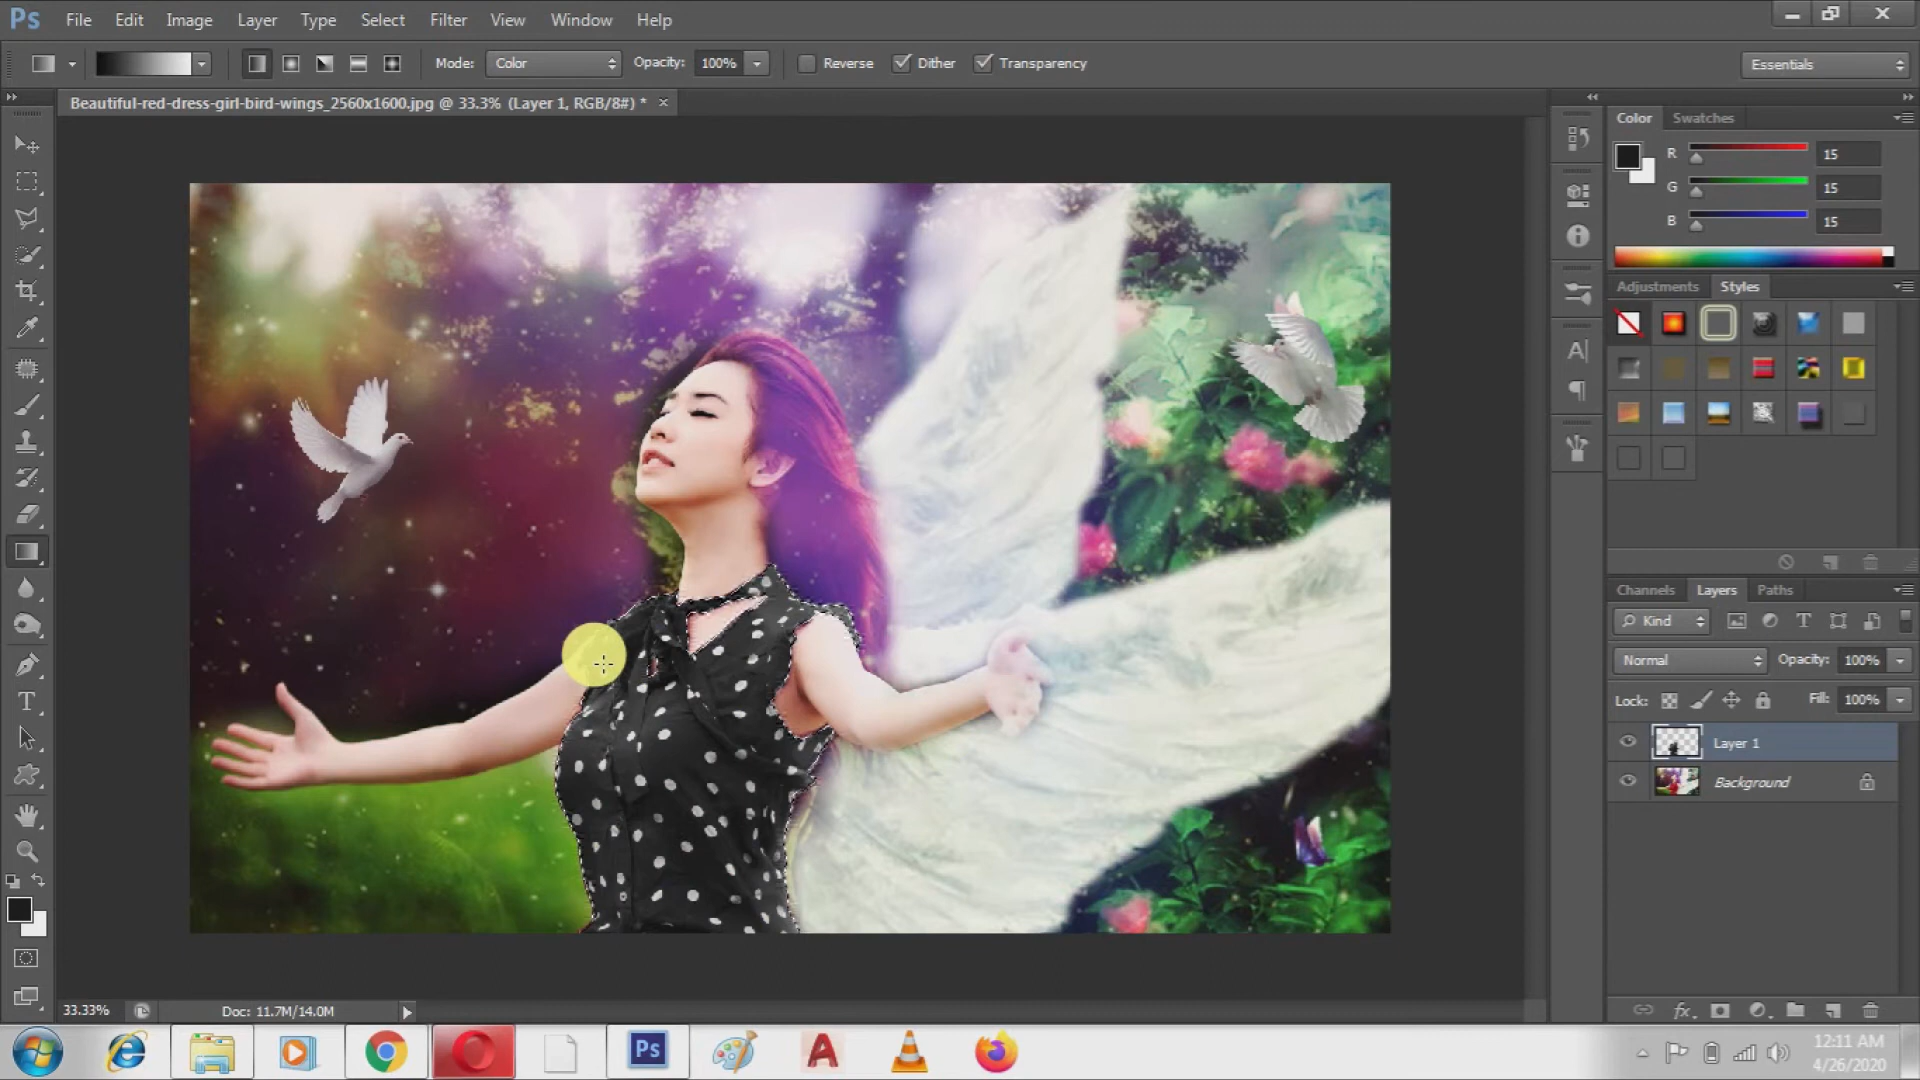 Ps File Edit Image Layer Type Select Filter View Window Help
Mode: Color Opacity: 100% Reverse Dither Transparency Essentials
Beautiful-red-dress-girl-bird-wings_2560x1600.jpg @ 33.3% (Layer 1, RGB/8#) * ×
Color Swatches
R 15
G 15
B 15
Adjustments Styles
Channels Layers Paths
Kind
Normal Opacity: 100%
Lock: Fill: 100%
Layer 1
Background
33.33% Doc: 11.7M/14.0M
Ps
12:11 AM
4/26/2020